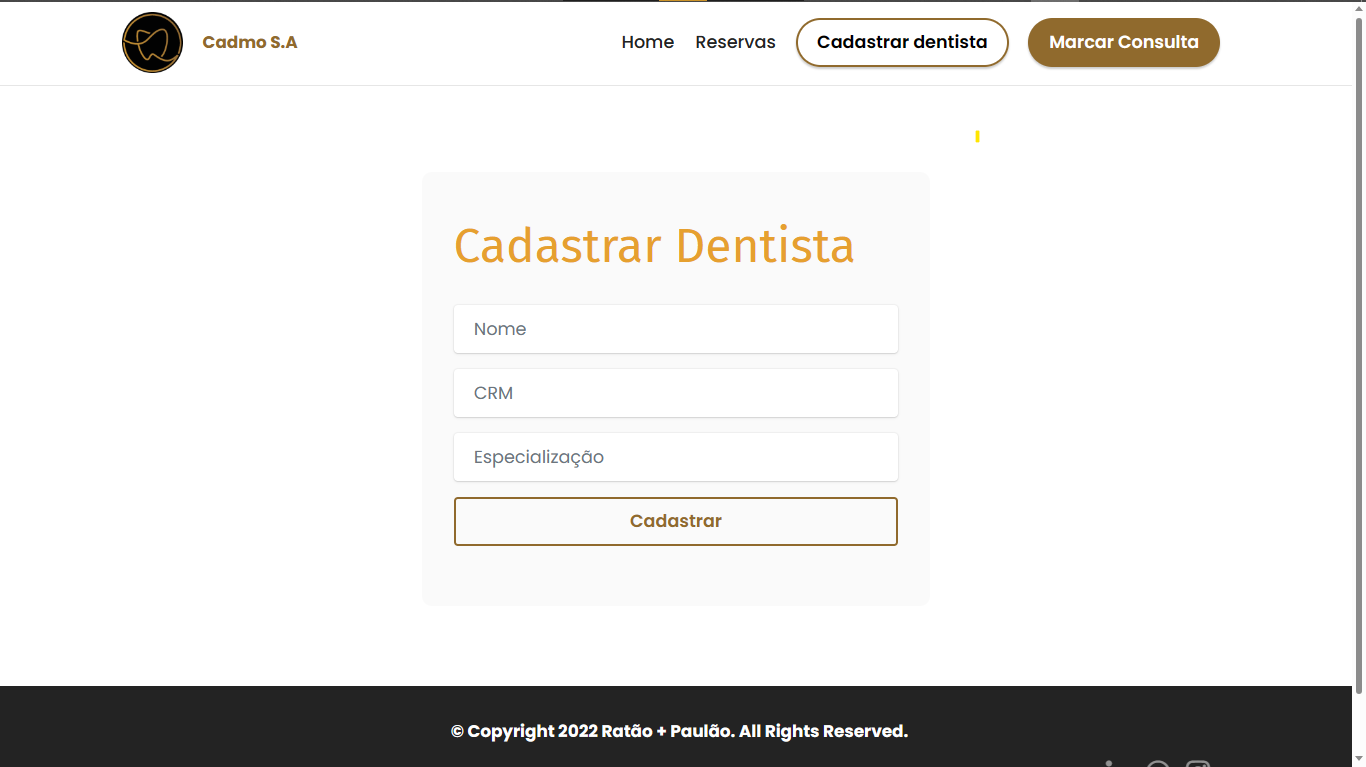 Cadmo S.A
Home
Reservas
Cadastrar dentista
Marcar Consulta
Cadastrar Dentista
Nome
CRM
Especialização
Cadastrar
© Copyright 2022 Ratão + Paulão. All Rights Reserved.